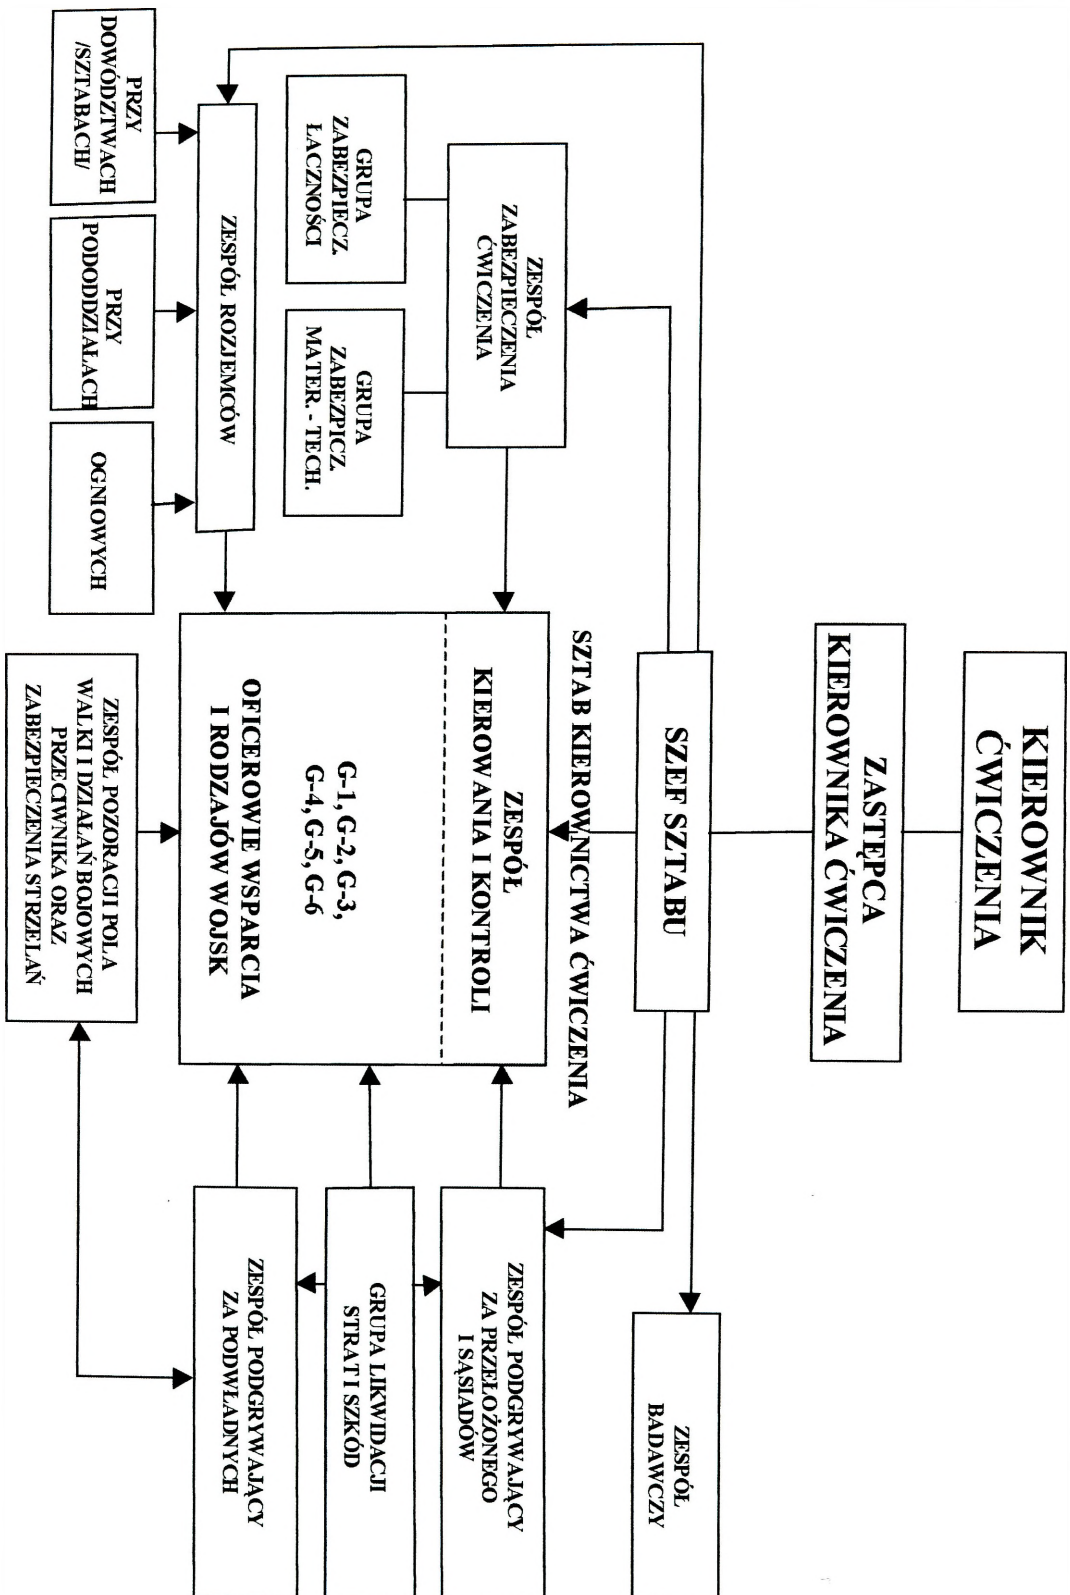 KIEROWNIK
ĆWICZENIA
ZASTĘPCA
KIEROWNIKA ĆWICZENIA
SZEF SZTABU
SZTAB KIEROWNICTWA ĆWICZENIA
ZESPÓŁ
BADAWCZY
ZESPÓŁ
ZABEZPIECZENIA
ĆWICZENIA
GRUPA
ZABEZPIECZ.
ŁACZNOŚCI
GRUPA
ZABEZPICZ.
MATER. - TECH.
ZESPÓŁ
KIEROWANIA I KONTROLI
G-1, G-2, G-3,
G-4, G-5, G-6
OFICEROWIE WSPARCIA
I RODZAJÓW WOJSK
ZESPÓŁ PODGRYWAJĄCY
ZA PRZEŁOŻONEGO
I SĄSIADÓW
GRUPA LIKWIDACJI
STRAT I SZKÓD
ZESPÓŁ PODGRYWAJĄCY
ZA PODWŁADNYCH
ZESPÓŁ ROZJEMCÓW
PRZY
DOWÓDZTWACH
/SZTABACH/
PRZY
PODODDZIAŁACH
OGNIOWYCH
ZESPÓŁ POZORACJI POLA
WALKI I DZIAŁAŃ BOJOWYCH
PRZECIWNIKA ORAZ
ZABEZPIECZENIA STRZELAŃ